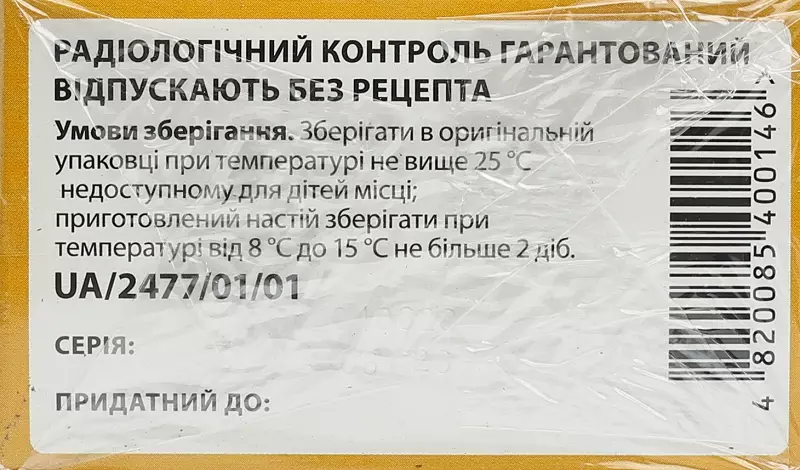 РАДІОЛОГІЧНИЙ КОНТРОЛЬ ГАРАНТОВАНИЙ
ВІДПУСКАЮТЬ БЕЗ РЕЦЕПТА
Умови зберігання. Зберігати в оригінальній
упаковці при температурі не вище 25 °С
недоступному для дітей місці;
приготовлений настій зберігати при
температурі від 8 °С до 15 °С не більше 2 діб.
UA/2477/01/01
СЕРІЯ:
ПРИДАТНИЙ ДО:
4 820085 400146 >